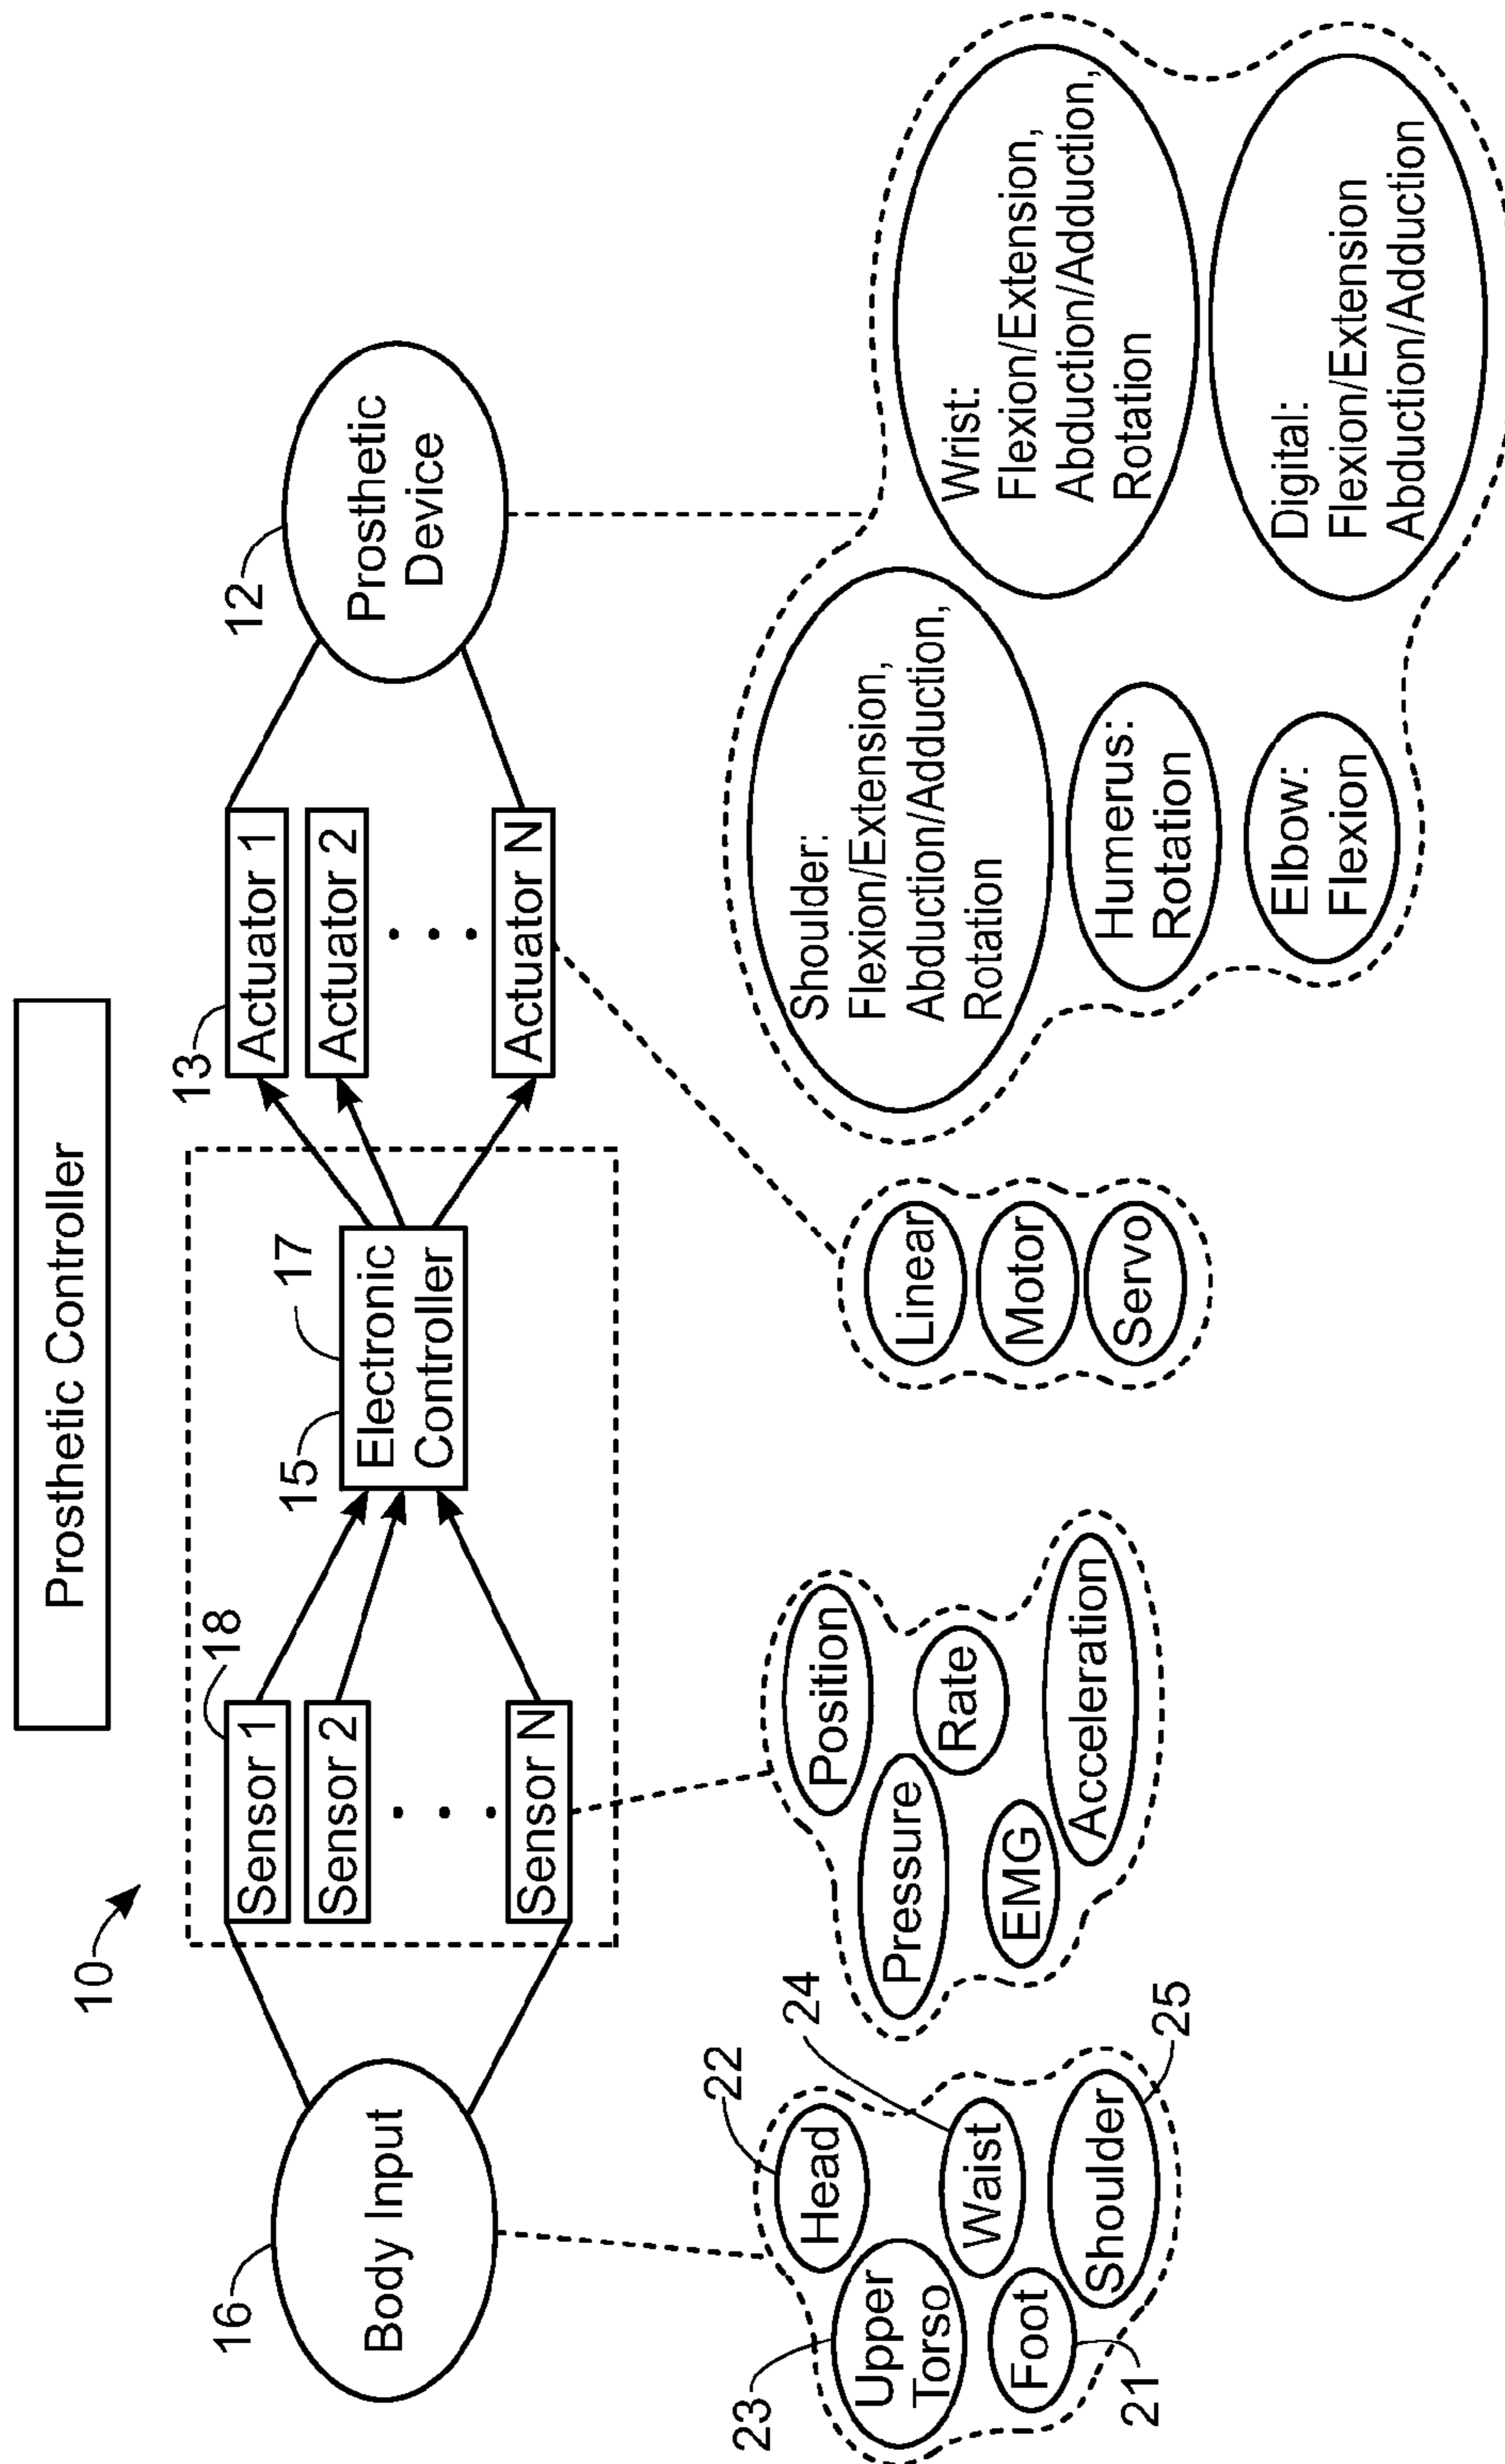 Prosthetic Controller
10
16
Body Input
18
Sensor 1
Sensor 2
Sensor N
15
17
Electronic
Controller
13
Actuator 1
Actuator 2
Actuator N
12
Prosthetic
Device
23
Upper
Torso
22
Head
24
Waist
Foot
21
Shoulder
25
Position
Pressure
Rate
EMG
Acceleration
Linear
Motor
Servo
Shoulder:
Flexion/Extension,
Abduction/Adduction,
Rotation
Humerus:
Rotation
Elbow:
Flexion
Wrist:
Flexion/Extension,
Abduction/Adduction,
Rotation
Digital:
Flexion/Extension
Abduction/Adduction